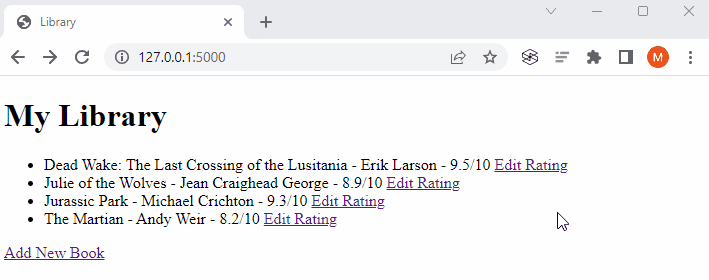 Library
127.0.0.1:5000
M
My Library
Dead Wake: The Last Crossing of the Lusitania - Erik Larson - 9.5/10 Edit Rating
Julie of the Wolves - Jean Craighead George - 8.9/10 Edit Rating
Jurassic Park - Michael Crichton - 9.3/10 Edit Rating
The Martian - Andy Weir - 8.2/10 Edit Rating
Add New Book